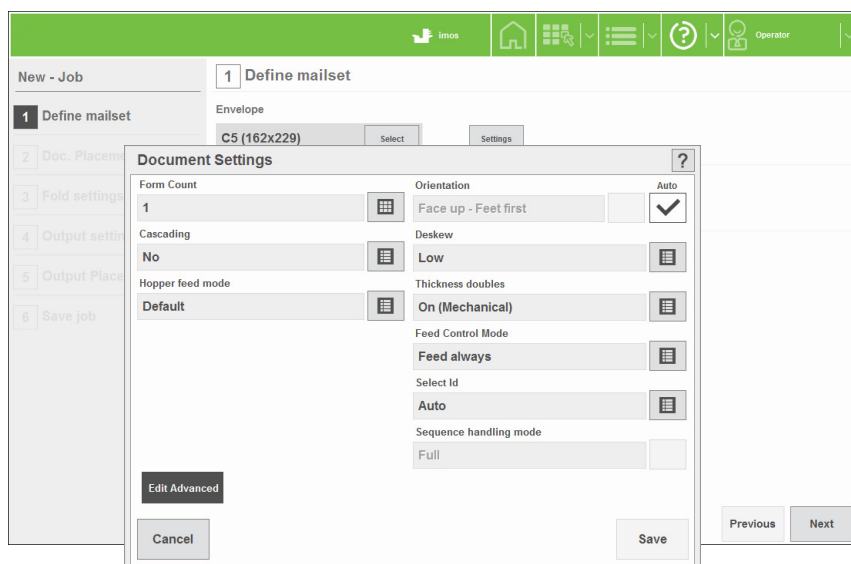 imos
?
Operator
New - Job
1 Define mailset
2 Doc. Placeme
3 Fold settings
4 Output settin
5 Output Place
6 Save job
1 Define mailset
Envelope
C5 (162x229)
Select
Settings
Document Settings
?
Form Count
1
Cascading
No
Hopper feed mode
Default
Orientation
Auto
Face up - Feet first
Deskew
Low
Thickness doubles
On (Mechanical)
Feed Control Mode
Feed always
Select Id
Auto
Sequence handling mode
Full
Edit Advanced
Cancel
Save
Previous
Next